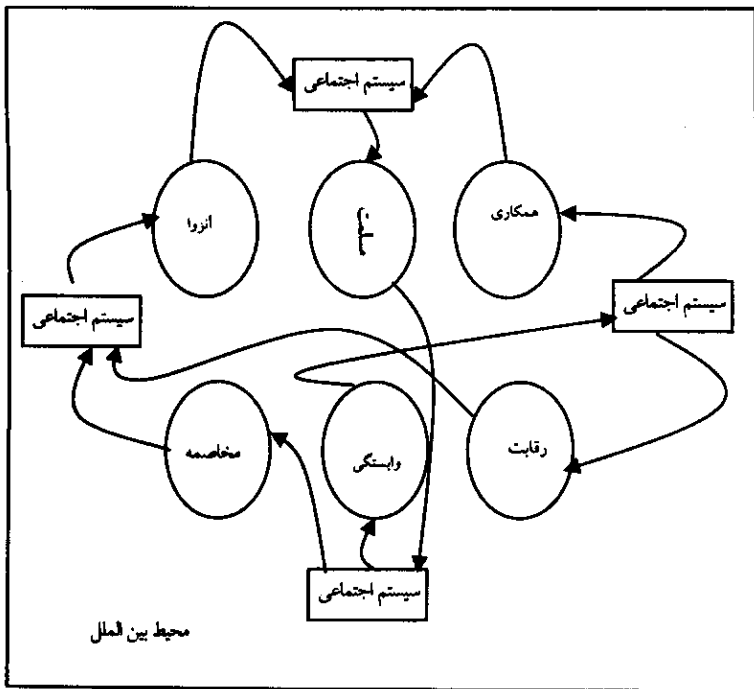 سیستم اجتماعی
همکاری
انزوا
سیستم اجتماعی
سیستم اجتماعی
رقابت
وابستگی
مخاصمه
سیستم اجتماعی
محیط بین الملل